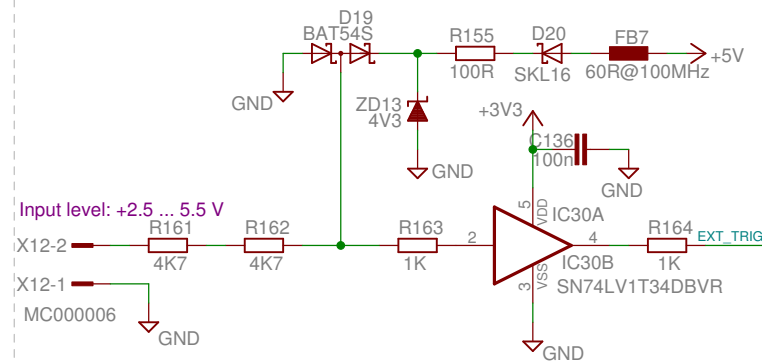 D19
BAT54S
R155
100R
D20
SKL16
FB7
60R@100MHz
+5V
GND
ZD13
4V3
GND
+3V3
C136
100n
GND
Input level: +2.5 ... 5.5 V
X12-2
R161
4K7
R162
4K7
R163
1K
2
5
VDD
IC30A
4
R164
1K
EXT_TRIG
IC30B
VSS
3
SN74LV1T34DBVR
X12-1
MC000006
GND
GND